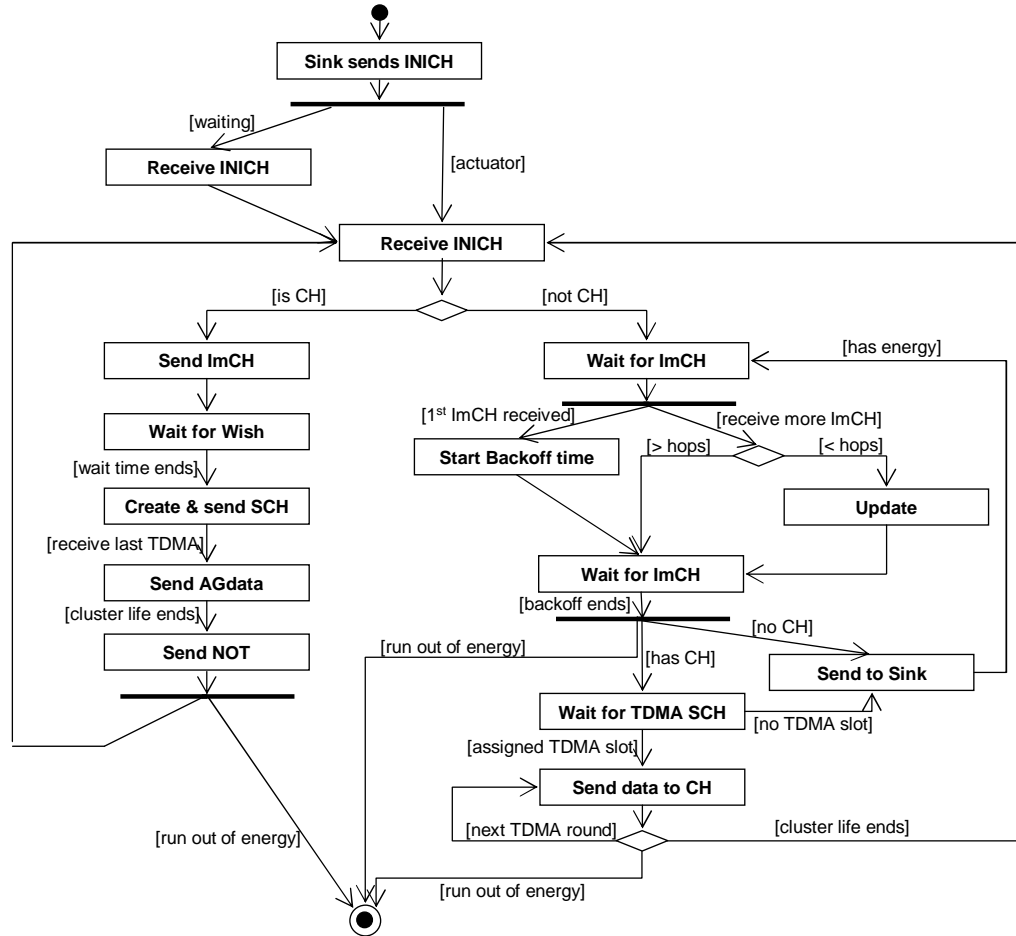 Sink sends INICH
[waiting]
Receive INICH
[actuator]
Receive INICH
[is CH]
[not CH]
Send ImCH
Wait for ImCH
[has energy]
[1st ImCH received]
[receive more ImCH]
Wait for Wish
Start Backoff time
[> hops]
[< hops]
[wait time ends]
Create & send SCH
Update
[receive last TDMA]
Send AGdata
Wait for ImCH
[cluster life ends]
[backoff ends]
Send NOT
[run out of energy]
[has CH]
[no CH]
Send to Sink
Wait for TDMA SCH
[no TDMA slot]
[assigned TDMA slot]
Send data to CH
[next TDMA round]
[cluster life ends]
[run out of energy]
[run out of energy]